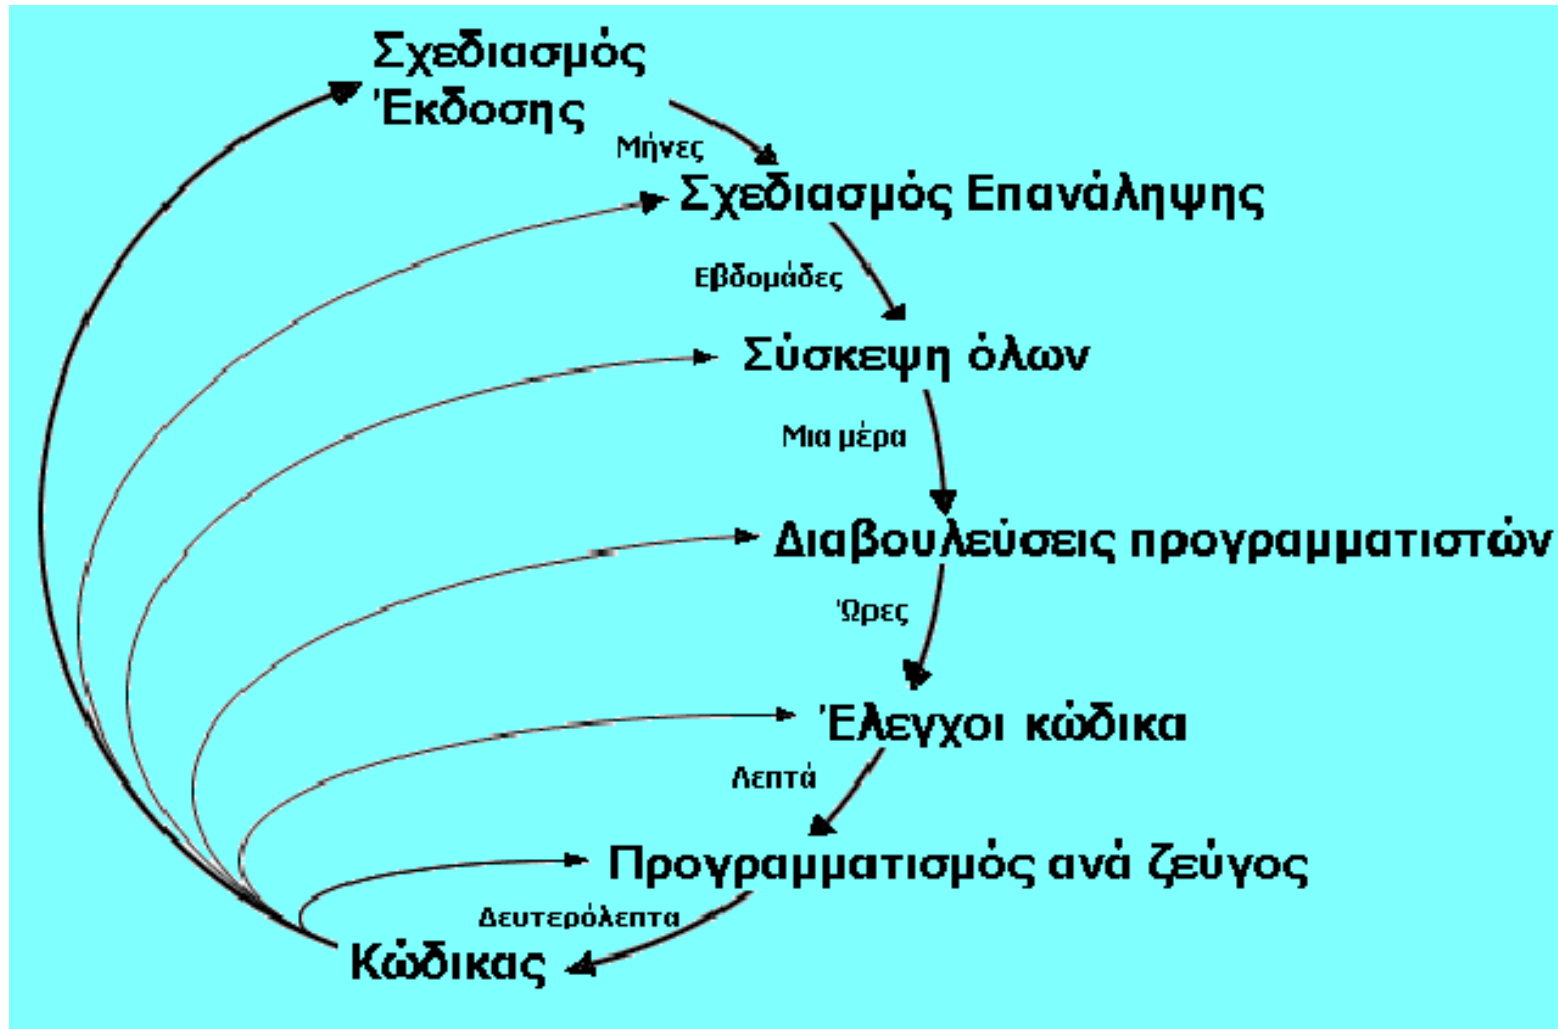 Σχεδιασμός
Έκδοσης
Μήνες
Σχεδιασμός Επανάληψης
Εβδομάδες
Σύσκεψη όλων
Μια μέρα
Διαβουλεύσεις προγραμματιστών
Ώρες
Έλεγχοι κώδικα
Λεπτά
Προγραμματισμός ανά ζεύγος
Δευτερόλεπτα
Κώδικας